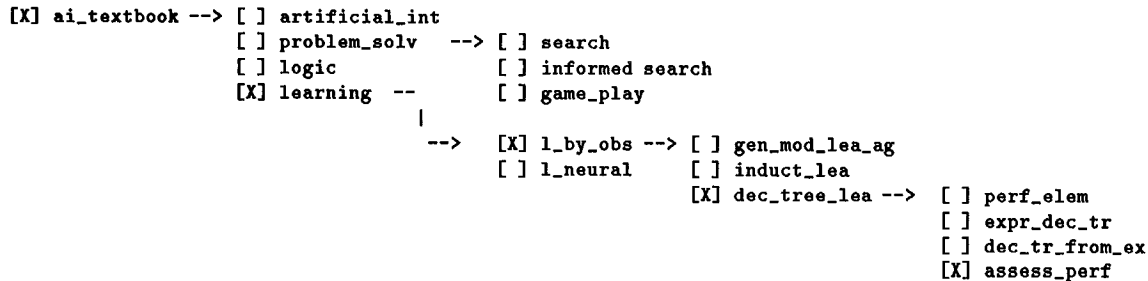 [X] ai_textbook --> [ ] artificial_int
[ ] problem_solv --> [ ] search
[ ] logic [ ] informed search
[X] learning -- [ ] game_play
|
--> [X] l_by_obs --> [ ] gen_mod_lea_ag
[ ] l_neural [ ] induct_lea
[X] dec_tree_lea --> [ ] perf_elem
[ ] expr_dec_tr
[ ] dec_tr_from_ex
[X] assess_perf